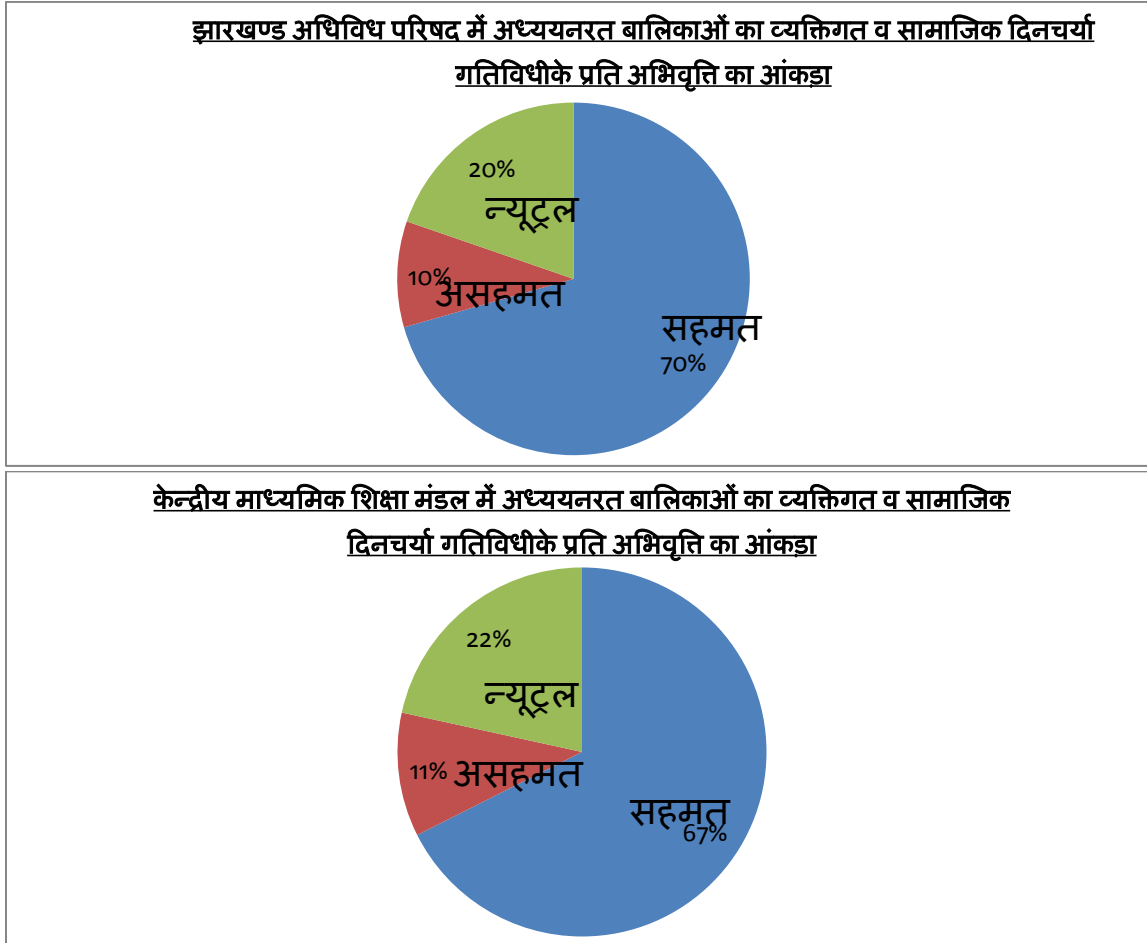 झारखण्ड अधिविध परिषद में अध्ययनरत बालिकाओं का व्यक्तिगत व सामाजिक दिनचर्या
गतिविधीके प्रति अभिवृत्ति का आंकड़ा
20%
न्यूट्रल
10%
असहमत
सहमत
70%
केन्द्रीय माध्यमिक शिक्षा मंडल में अध्ययनरत बालिकाओं का व्यक्तिगत व सामाजिक
दिनचर्या गतिविधीके प्रति अभिवृत्ति का आंकड़ा
22%
न्यूट्रल
11% असहमत
सहमत
67%